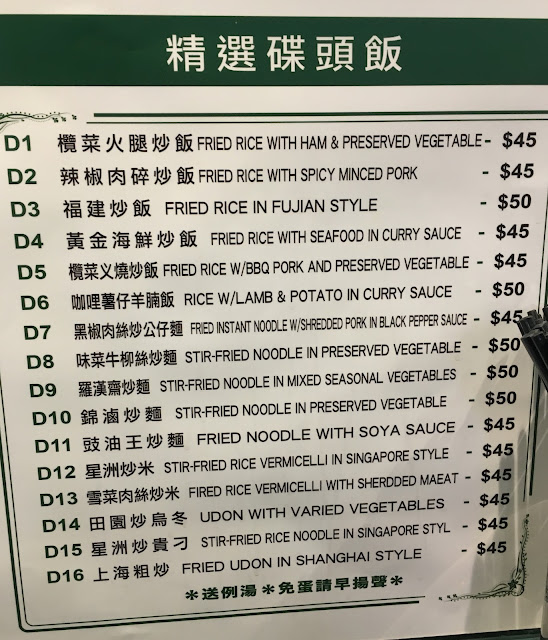 精選碟頭飯
D1 欖菜火腿炒飯 FRIED RICE WITH HAM & PRESERVED VEGETABLE - $45
D2 辣椒肉碎炒飯 FRIED RICE WITH SPICY MINCED PORK - $45
D3 福建炒飯 FRIED RICE IN FUJIAN STYLE - $50
D4 黃金海鮮炒飯 FRIED RICE WITH SEAFOOD IN CURRY SAUCE - $45
D5 欖菜义燒炒飯 FRIED RICE W/BBQ PORK AND PRESERVED VEGETABLE - $45
D6 咖哩薯仔羊腩飯 RICE W/LAMB & POTATO IN CURRY SAUCE - $50
D7 黑椒肉絲炒公仔麵 FRIED INSTANT NOODLE W/SHREDDED PORK IN BLACK PEPPER SAUCE - $45
D8 味菜牛柳絲炒麵 STIR-FRIED NOODLE IN PRESERVED VEGETABLE - $50
D9 羅漢齋炒麵 STIR-FRIED NOODLE IN MIXED SEASONAL VEGETABLES - $50
D10 錦滷炒麵 STIR-FRIED NOODLE IN PRESERVED VEGETABLE - $50
D11 豉油王炒麵 FRIED NOODLE WITH SOYA SAUCE - $45
D12 星洲炒米 STIR-FRIED RICE VERMICELLI IN SINGAPORE STYLE - $45
D13 雪菜肉絲炒米 FIRED RICE VERMICELLI WITH SHERDDED MAEAT - $45
D14 田園炒烏冬 UDON WITH VARIED VEGETABLES - $45
D15 星洲炒貴刁 STIR-FRIED RICE NOODLE IN SINGAPORE STYL - $45
D16 上海粗炒 FRIED UDON IN SHANGHAI STYLE - $45
＊送例湯＊免蛋請早揚聲＊